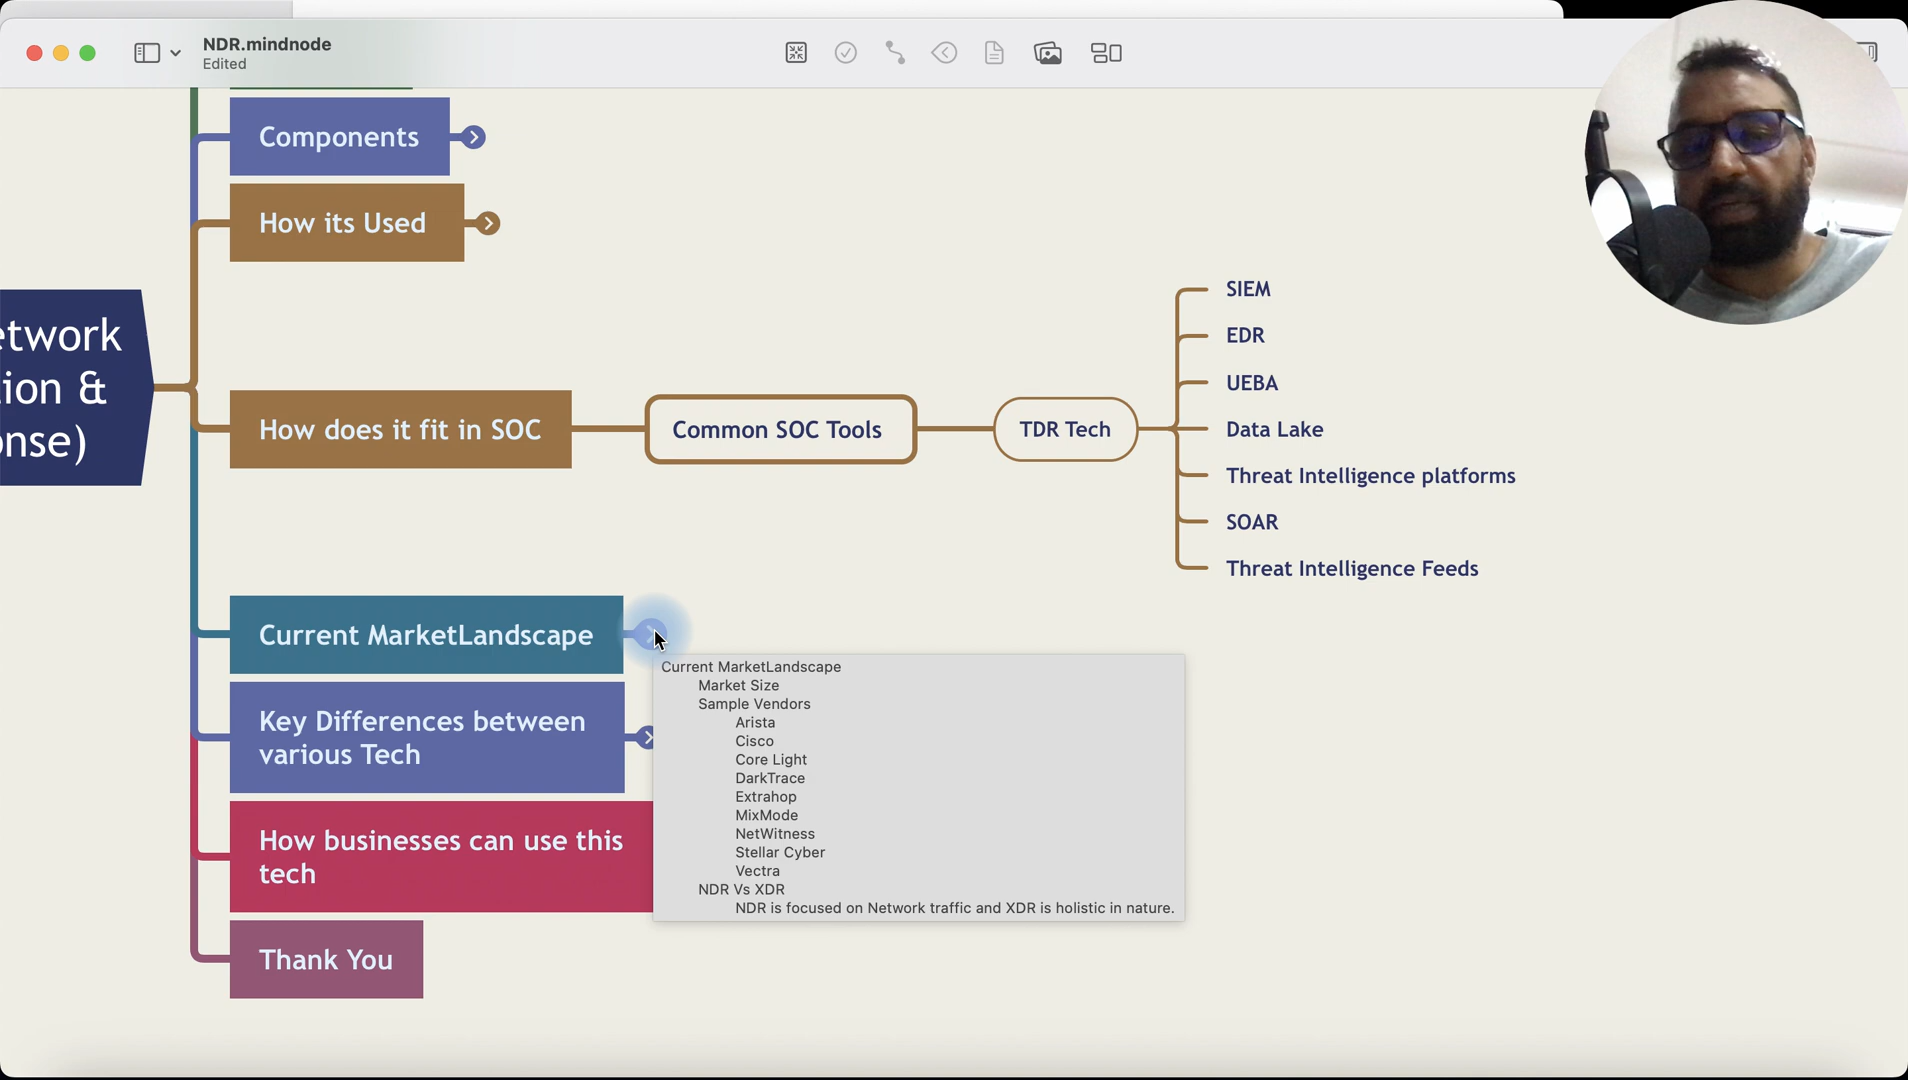 NDR.mindnode
Edited
Components
How its Used
etwork
ion &
onse)
How does it fit in SOC
Common SOC Tools
TDR Tech
SIEM
EDR
UEBA
Data Lake
Threat Intelligence platforms
SOAR
Threat Intelligence Feeds
Current MarketLandscape
Key Differences between
various Tech
How businesses can use this
tech
Thank You
Current MarketLandscape
Market Size
Sample Vendors
Arista
Cisco
Core Light
DarkTrace
Extrahop
MixMode
NetWitness
Stellar Cyber
Vectra
NDR Vs XDR
NDR is focused on Network traffic and XDR is holistic in nature.